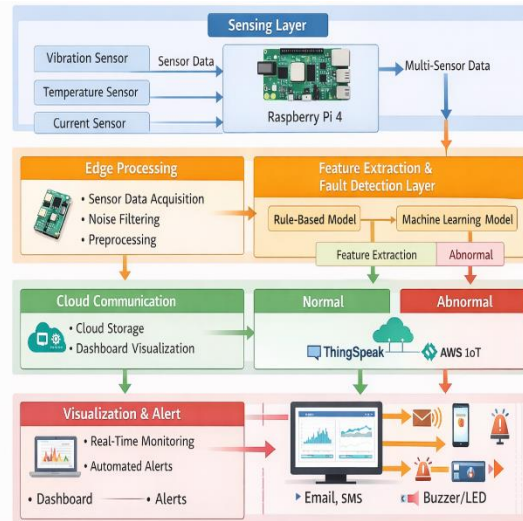 Sensing Layer
Vibration Sensor
Sensor Data
Temperature Sensor
Current Sensor
Raspberry Pi 4
Multi-Sensor Data
Edge Processing
• Sensor Data Acquisition
• Noise Filtering
• Preprocessing
Feature Extraction &
Fault Detection Layer
Rule-Based Model
Machine Learning Model
Feature Extraction
Abnormal
Cloud Communication
• Cloud Storage
• Dashboard Visualization
Normal
Abnormal
ThingSpeak
AWS IoT
Visualization & Alert
• Real-Time Monitoring
• Automated Alerts
• Dashboard
• Alerts
Email, SMS
Buzzer/LED